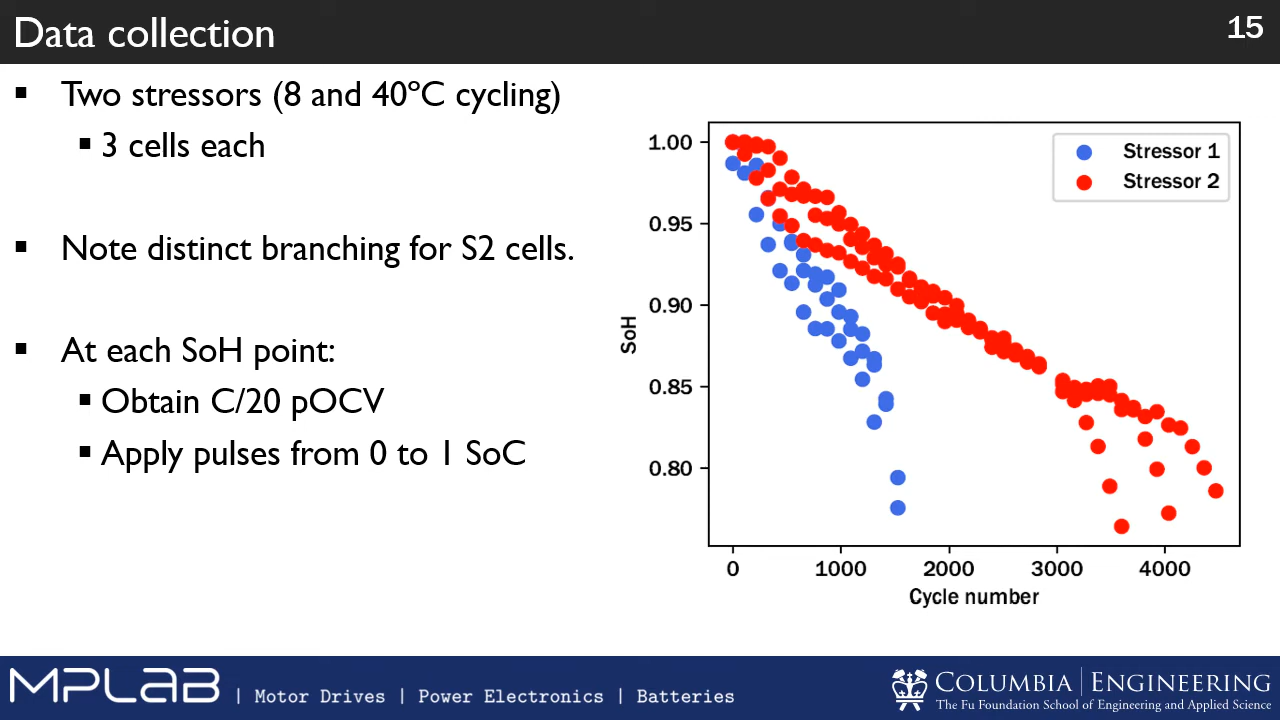 Data collection
15
▪ Two stressors (8 and 40ºC cycling)
▪ 3 cells each
▪ Note distinct branching for S2 cells.
▪ At each SoH point:
▪ Obtain C/20 pOCV
▪ Apply pulses from 0 to 1 SoC
Stressor 1
Stressor 2
1.00
0.95
0.90
0.85
0.80
SoH
0
1000
2000
3000
4000
Cycle number
MPLAB | Motor Drives | Power Electronics | Batteries
COLUMBIA | ENGINEERING
The Fu Foundation School of Engineering and Applied Science